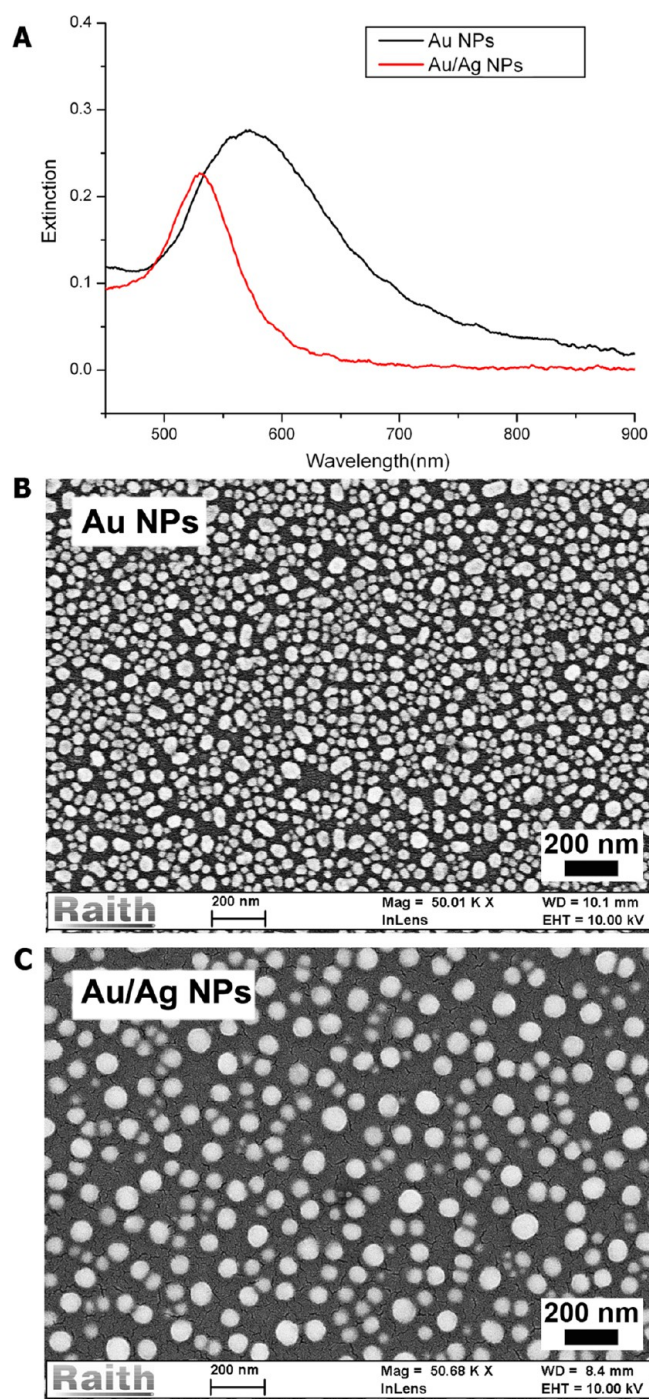 A
0.4
0.3
0.2
0.1
0.0
Extinction
Au NPs
Au/Ag NPs
500
600
700
800
900
Wavelength(nm)
B
Au NPs
200 nm
Raith
200 nm
Mag = 50.01 K X
InLens
WD = 10.1 mm
EHT = 10.00 kV
C
Au/Ag NPs
200 nm
Raith
200 nm
Mag = 50.68 K X
InLens
WD = 8.4 mm
EHT = 10.00 kV